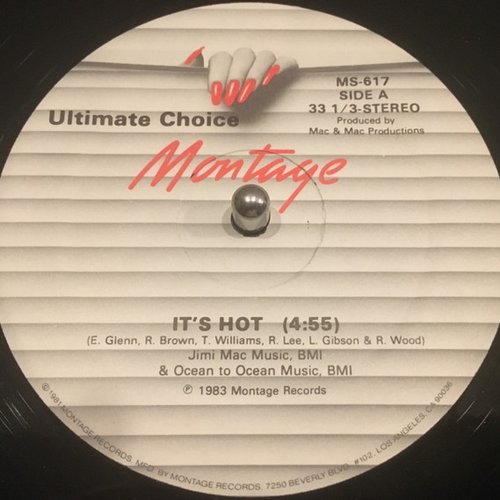 MS-617
SIDE A
33 1/3-STEREO
Produced by
Mac & Mac Productions
Ultimate Choice
Montage
IT'S HOT (4:55)
(E. Glenn, R. Brown, T. Williams, R. Lee, L. Gibson & R. Wood)
Jimi Mac Music, BMI
& Ocean to Ocean Music, BMI
℗ 1983 Montage Records
© 1981 MONTAGE RECORDS. MFG. BY MONTAGE RECORDS. 7250 BEVERLY BLVD. #102, LOS ANGELES, CA 90036